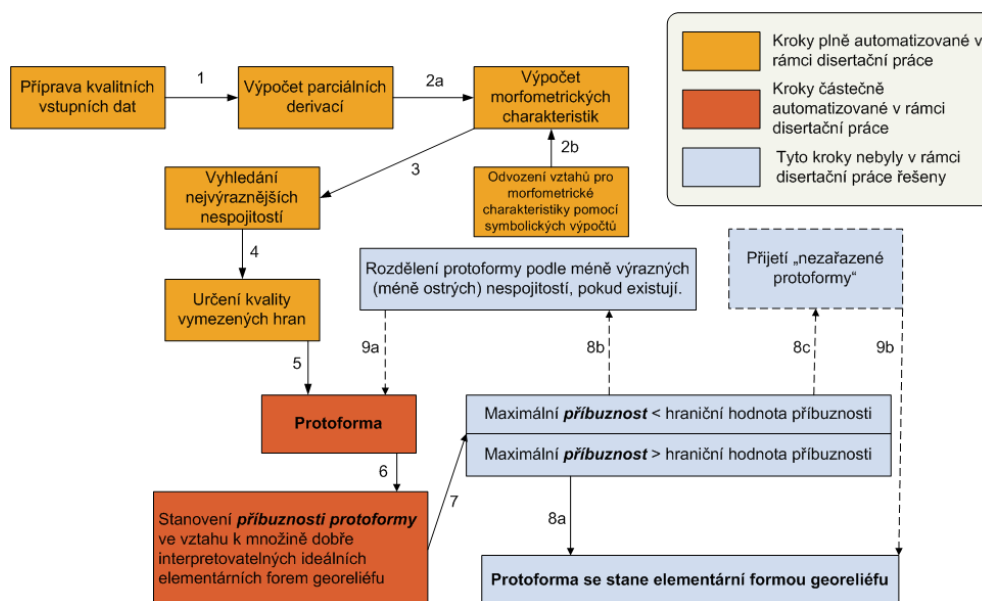 Kroky plně automatizované v
rámci disertační práce
Kroky částečně
automatizované v rámci
disertační práce
Tyto kroky nebyly v rámci
disertační práce řešeny
Příprava kvalitních
vstupních dat
1
Výpočet parciálních
derivací
2a
Výpočet
morfometrických
charakteristik
2b
Odvození vztahů pro
morfometrické
charakteristiky pomocí
symbolických výpočtů
3
Vyhledání
nejvýraznějších
nespojitostí
4
Určení kvality
vymezených hran
5
Rozdělení protoformy podle méně výrazných
(méně ostrých) nespojitostí, pokud existují.
Přijetí „nezařazené
protoformy“
9a
8b
8c
9b
Protoforma
6
Stanovení příbuznosti protoformy
ve vztahu k množině dobře
interpretovatelných ideálních
elementárních forem georeliéfu
7
Maximální příbuznost < hraniční hodnota příbuznosti
Maximální příbuznost > hraniční hodnota příbuznosti
8a
Protoforma se stane elementární formou georeliéfu